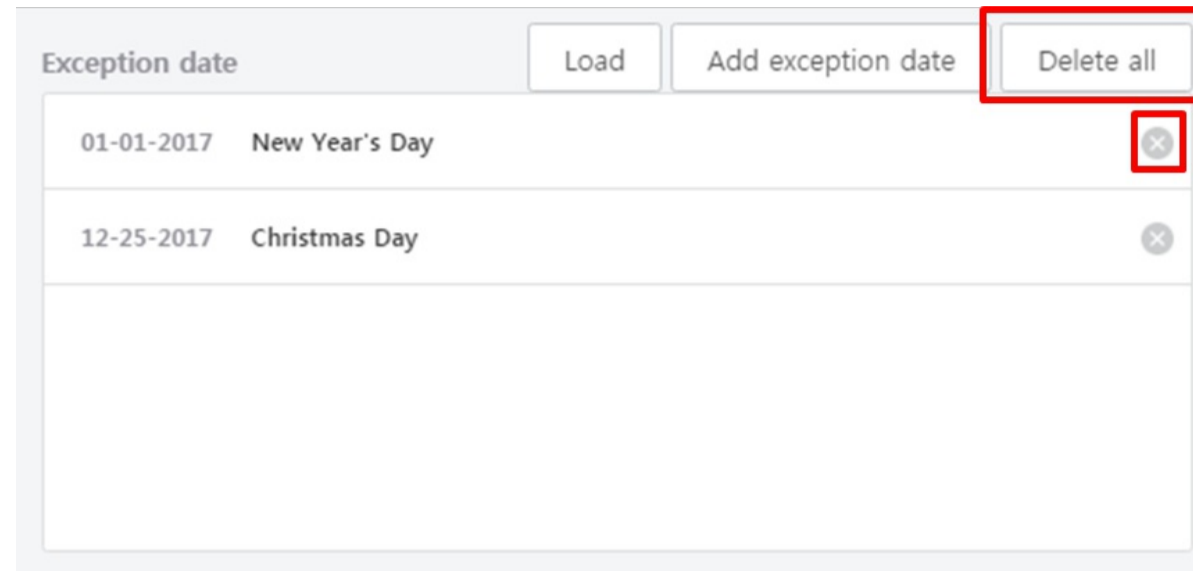 Exception date Load Add exception date Delete all
01-01-2017 New Year's Day
12-25-2017 Christmas Day